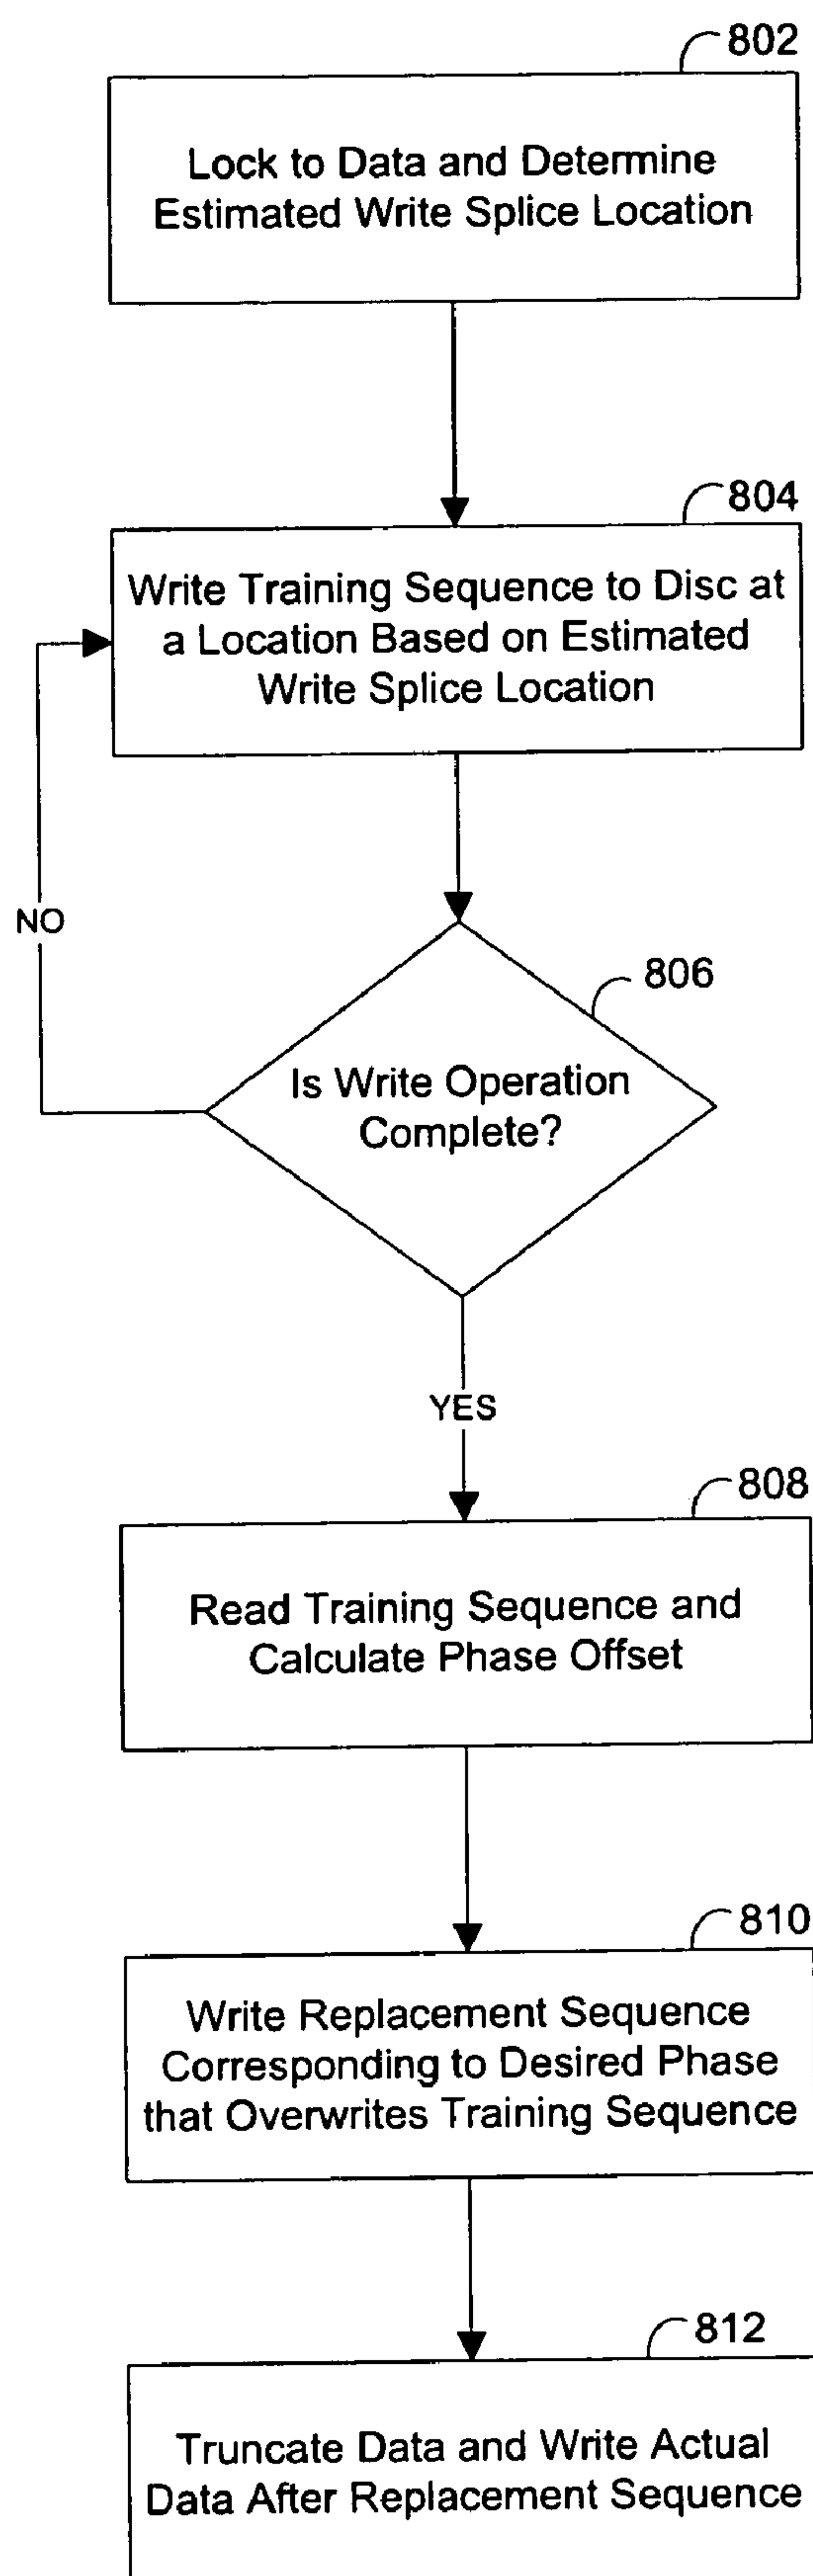 802
Lock to Data and Determine
Estimated Write Splice Location
804
Write Training Sequence to Disc at
a Location Based on Estimated
Write Splice Location
NO
806
Is Write Operation
Complete?
YES
808
Read Training Sequence and
Calculate Phase Offset
810
Write Replacement Sequence
Corresponding to Desired Phase
that Overwrites Training Sequence
812
Truncate Data and Write Actual
Data After Replacement Sequence